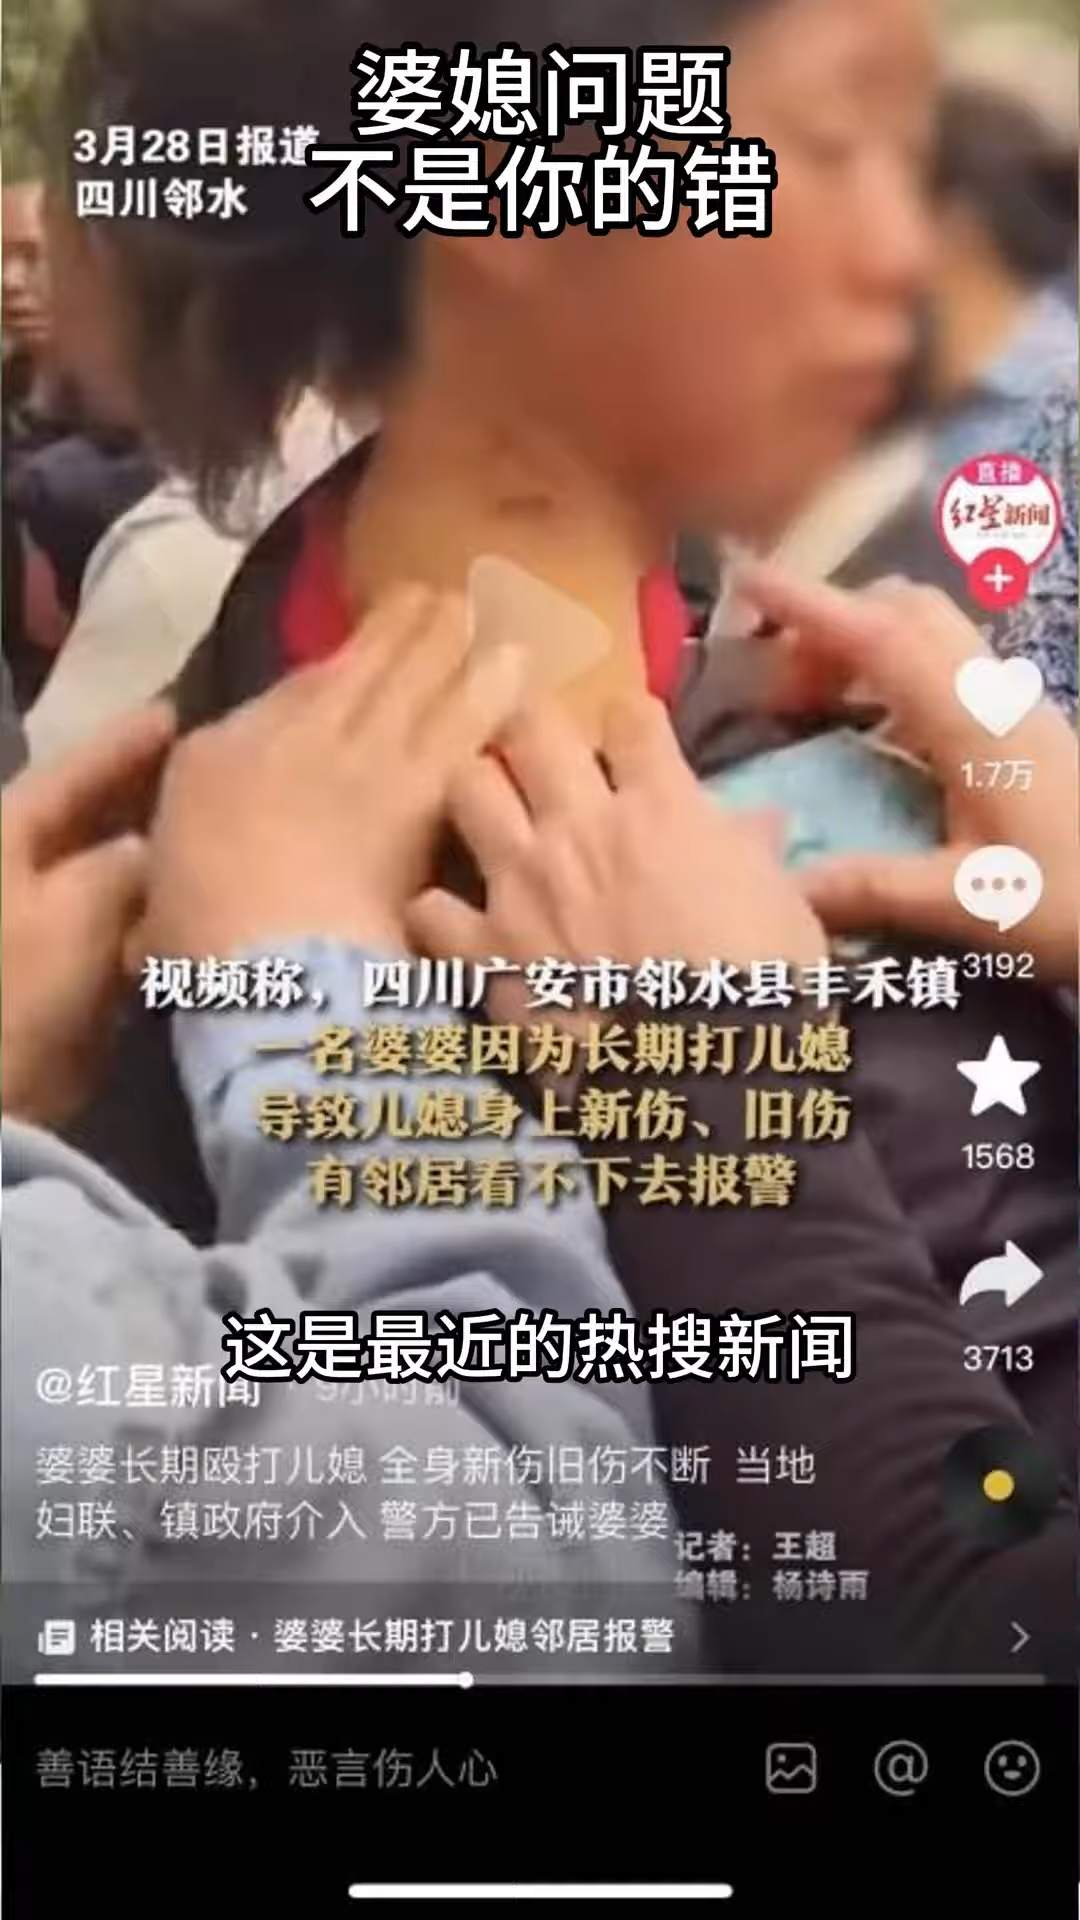 婆媳问题
不是你的错
3月28日报道
四川邻水
直播
红星新闻
1.7万
视频称，四川广安市邻水县丰禾镇
一名婆婆因为长期打儿媳
导致儿媳身上新伤、旧伤
有邻居看不下去报警
3192
1568
3713
这是最近的热搜新闻
@红星新闻 · 9小时前
婆婆长期殴打儿媳 全身新伤旧伤不断 当地
妇联、镇政府介入 警方已告诫婆婆
记者：王超
编辑：杨诗雨
相关阅读 · 婆婆长期打儿媳邻居报警
善语结善缘，恶言伤人心